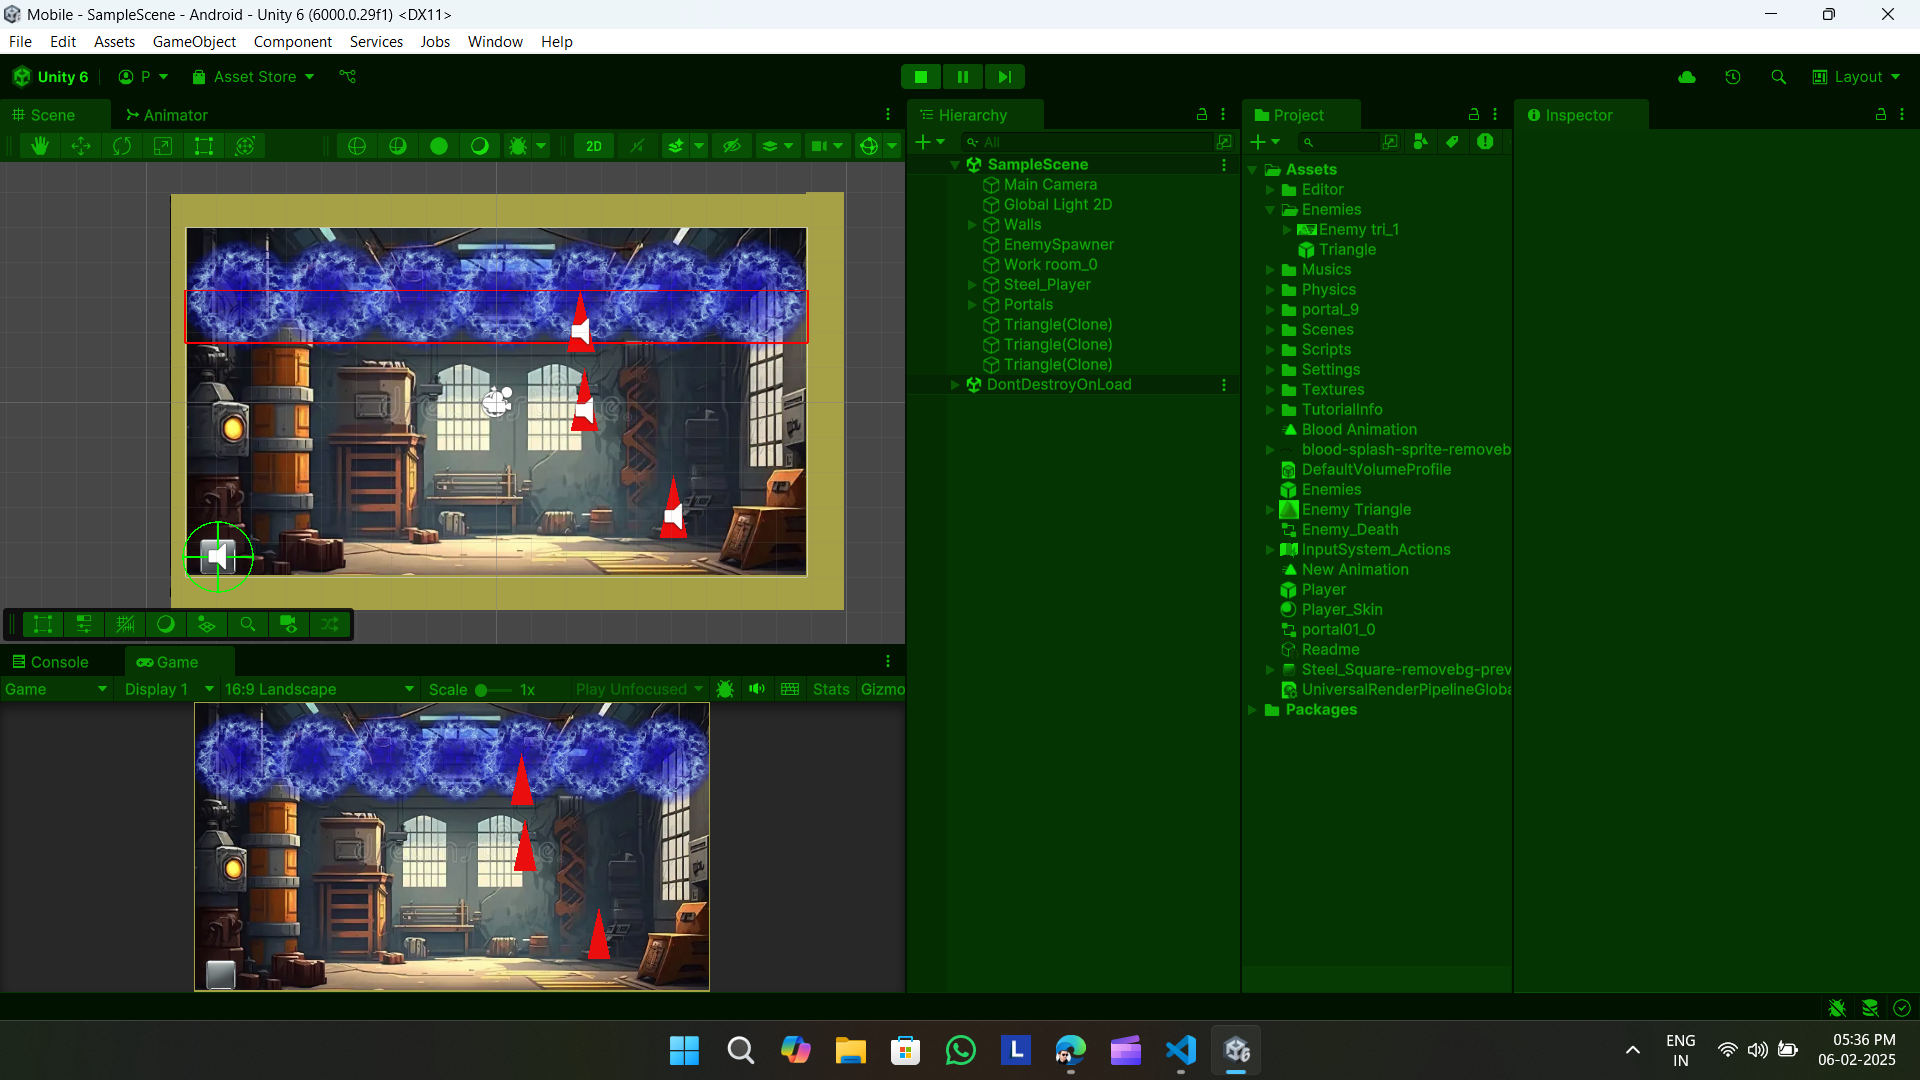 Mobile - SampleScene - Android - Unity 6 (6000.0.29f1) <DX11>
File Edit Assets GameObject Component Services Jobs Window Help
Unity 6 P Asset Store Layout
Scene Animator
2D
Hierarchy
All
SampleScene
Main Camera
Global Light 2D
Walls
EnemySpawner
Work room_0
Steel_Player
Portals
Triangle(Clone)
Triangle(Clone)
Triangle(Clone)
DontDestroyOnLoad
Project
Assets
Editor
Enemies
Enemy tri_1
Triangle
Musics
Physics
portal_9
Scenes
Scripts
Settings
Textures
TutorialInfo
Blood Animation
blood-splash-sprite-removeb
DefaultVolumeProfile
Enemies
Enemy Triangle
Enemy_Death
InputSystem_Actions
New Animation
Player
Player_Skin
portal01_0
Readme
Steel_Square-removebg-prev
UniversalRenderPipelineGloba
Packages
Inspector
Console Game
Game Display 1 16:9 Landscape Scale 1x Play Unfocused Stats Gizmo
L
6
ENG
IN
05:36 PM
06-02-2025